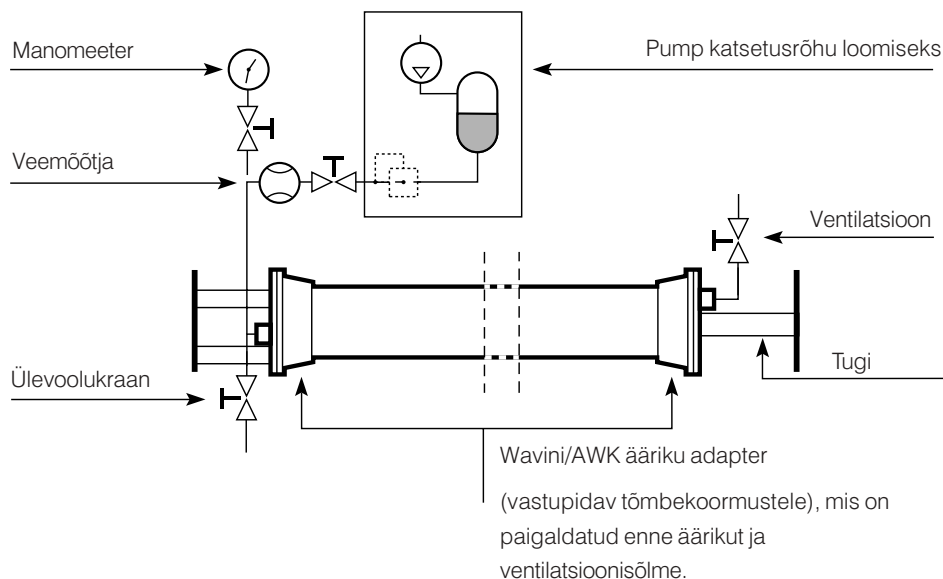 Manomeeter
Pump katsetusrõhu loomiseks
Veemõõtja
Ventilatsioon
Tugi
Ülevoolukraan
Wavini/AWK ääriku adapter
(vastupidav tõmbekoormustele), mis on
paigaldatud enne äärikut ja
ventilatsioonisõlme.